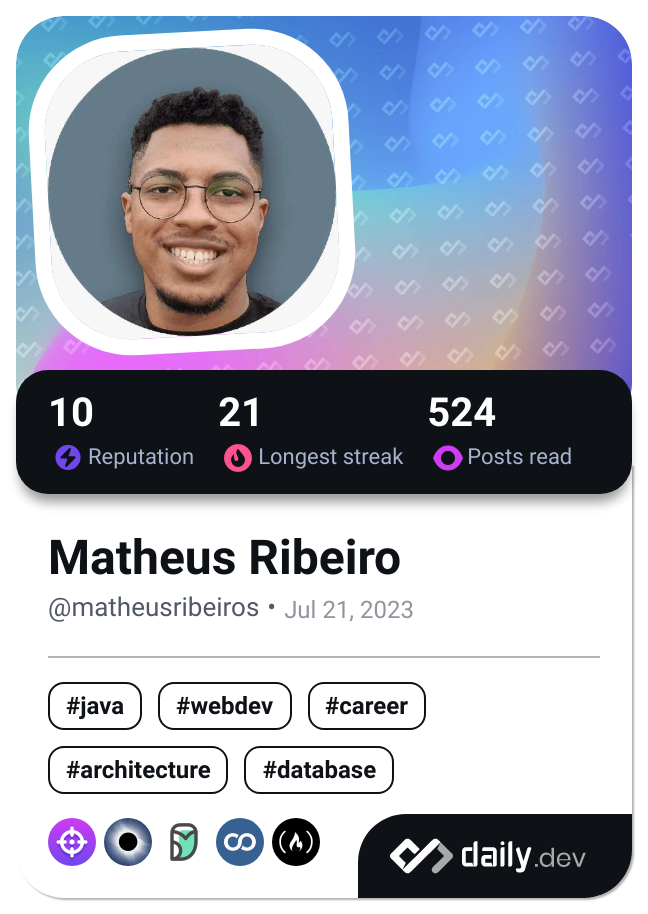 10 21 524
Reputation Longest streak Posts read
Matheus Ribeiro
@matheusribeiros • Jul 21, 2023
#java #webdev #career
#architecture #database
daily.dev